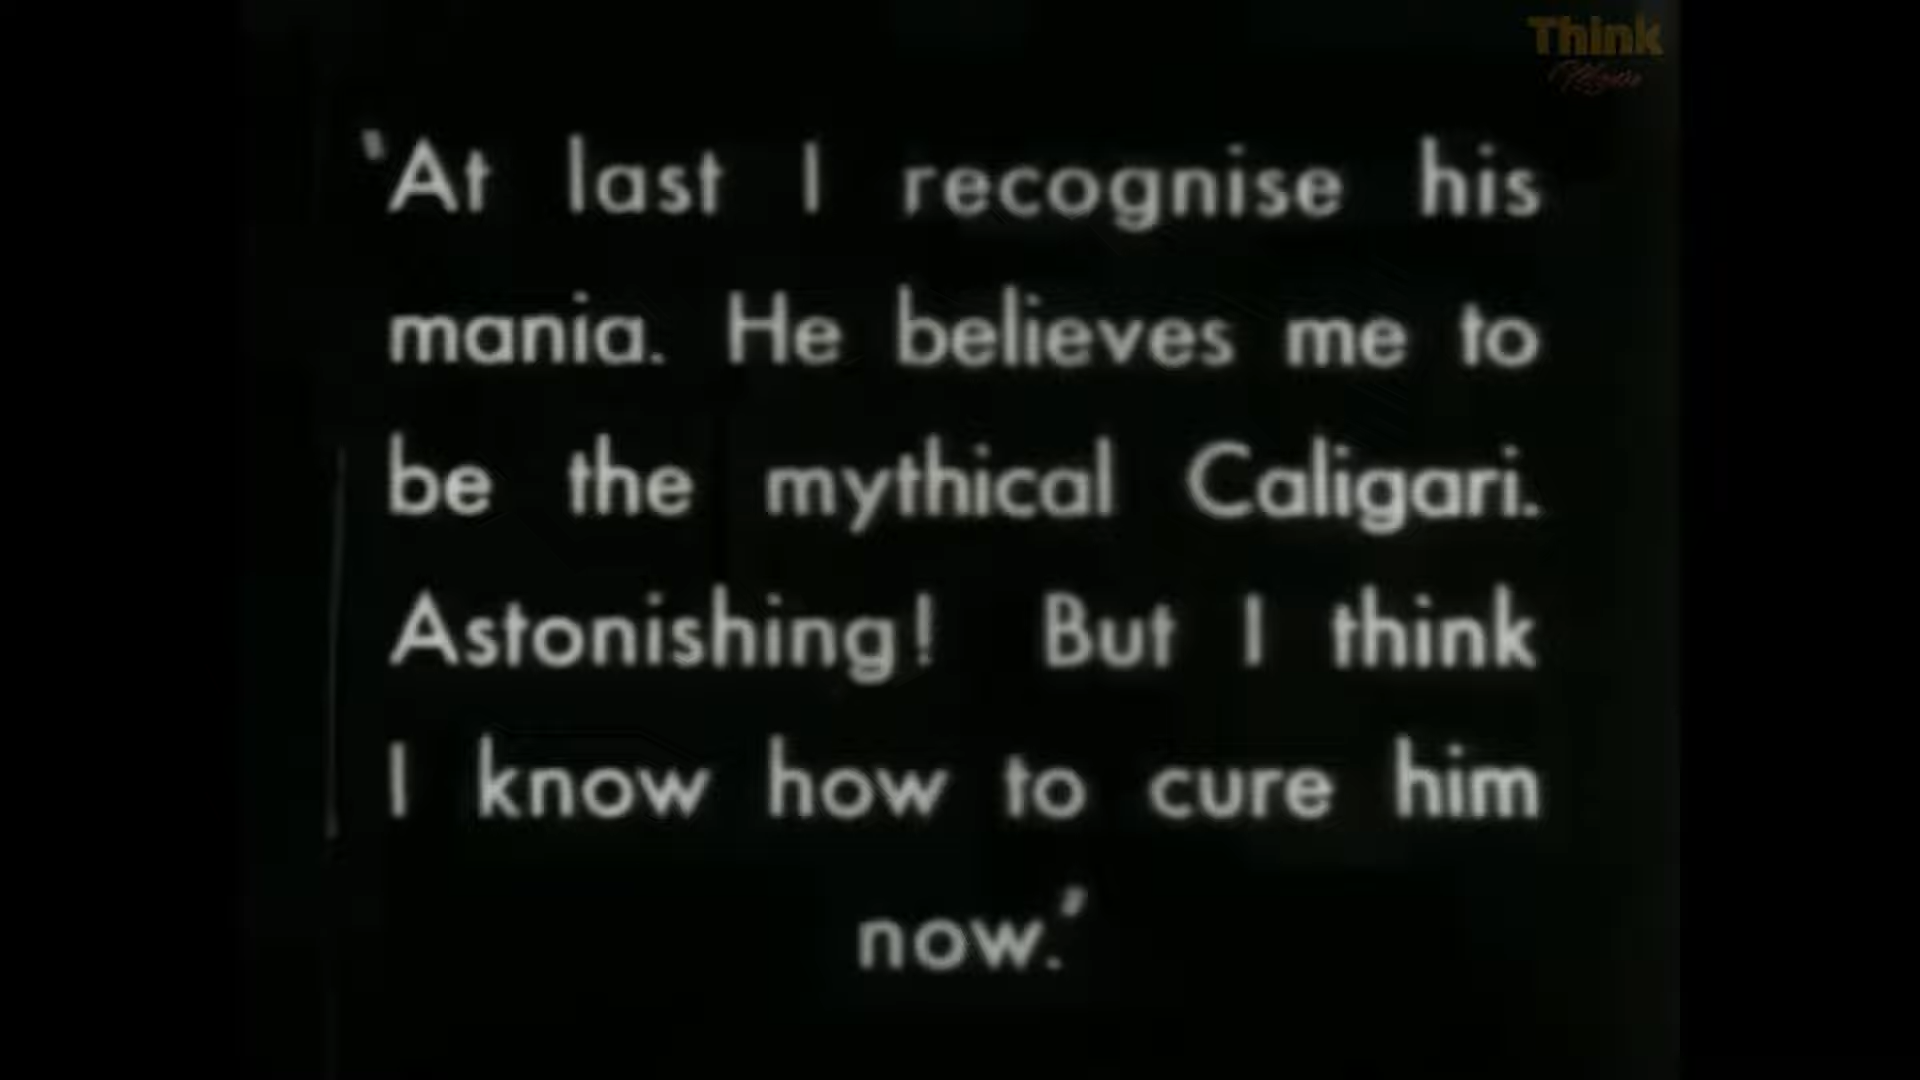 Think
'At last I recognise his
mania. He believes me to
be the mythical Caligari.
Astonishing! But I think
I know how to cure him
now.'